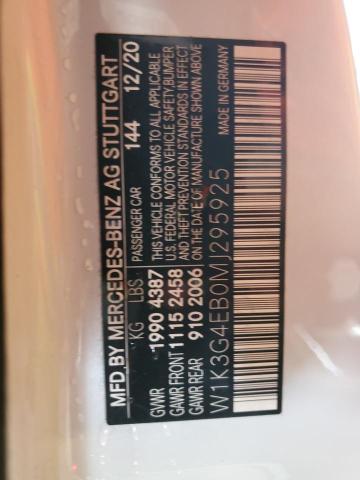 MFD.BY MERCEDES-BENZ AG STUTTGART
PASSENGER CAR 144 12/20
KG LBS
GVWR 1990 4387
GAWR FRONT 1115 2458
GAWR REAR 910 2006
THIS VEHICLE CONFORMS TO ALL APPLICABLE
U.S. FEDERAL MOTOR VEHICLE SAFETY,BUMPER
AND THEFT PREVENTION STANDARDS IN EFFECT
ON THE DATE OF MANUFACTURE SHOWN ABOVE
W1K3G4EB0MJ295925
MADE IN GERMANY